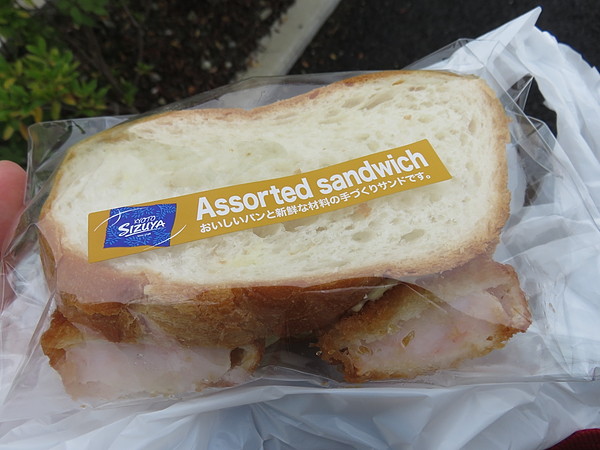 KYOTO
SIZUYA
Assorted sandwich
おいしいパンと新鮮な材料の手づくりサンドです。